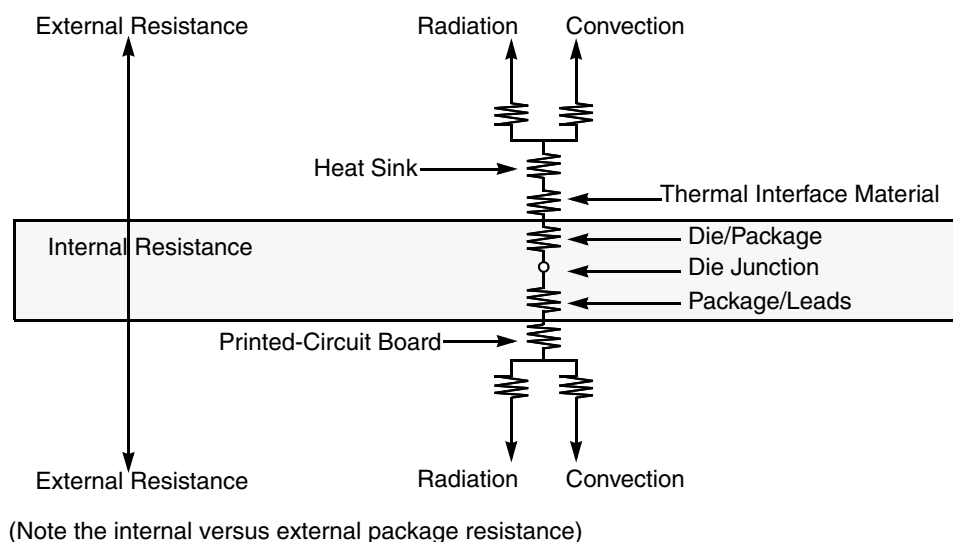 External Resistance
Radiation
Convection
Heat Sink
Thermal Interface Material
Internal Resistance
Die/Package
Die Junction
Package/Leads
Printed-Circuit Board
External Resistance
Radiation
Convection
(Note the internal versus external package resistance)